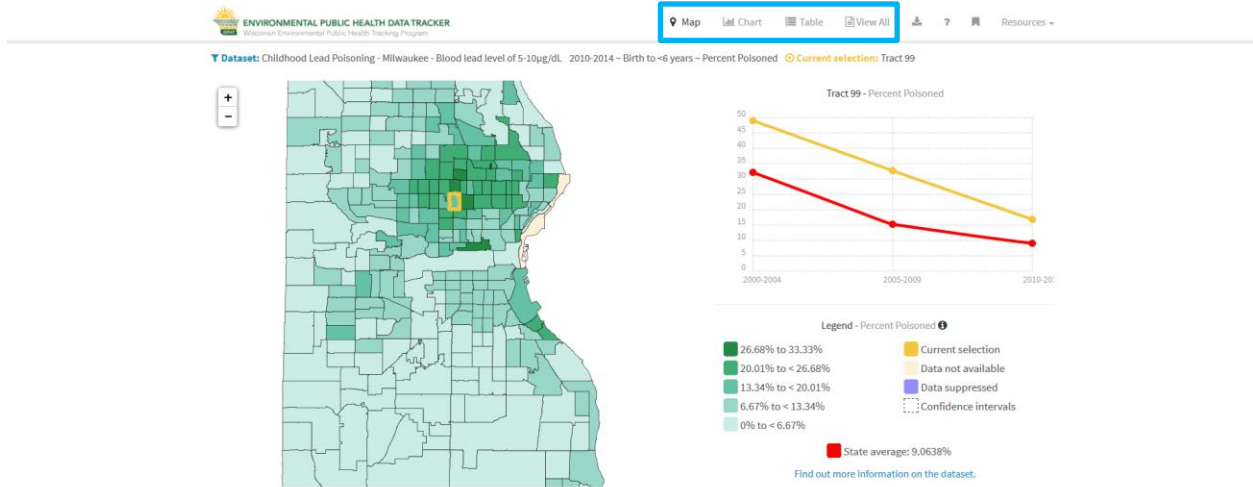 ENVIRONMENTAL PUBLIC HEALTH DATA TRACKER
Wisconsin Environmental Public Health Tracking Program
EPHT
Map Chart Table View All ? Resources
Dataset: Childhood Lead Poisoning - Milwaukee - Blood lead level of 5-10µg/dL 2010-2014 – Birth to <6 years – Percent Poisoned Current selection: Tract 99
+
−
Tract 99 - Percent Poisoned
50
45
40
35
30
25
20
15
10
5
0
2000-2004 2005-2009 2010-20
Legend - Percent Poisoned
26.68% to 33.33% Current selection
20.01% to < 26.68% Data not available
13.34% to < 20.01% Data suppressed
6.67% to < 13.34% Confidence intervals
0% to < 6.67%
State average: 9.0638%
Find out more information on the dataset.